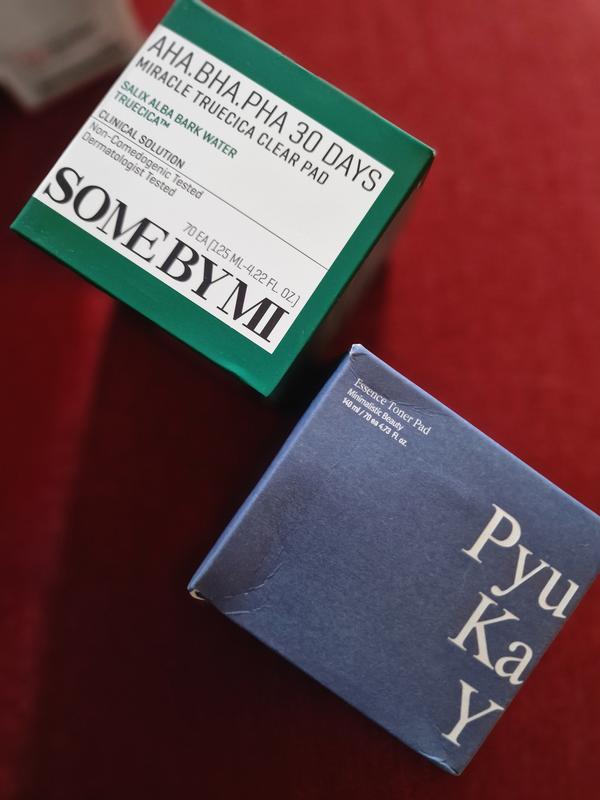 AHA.BHA.PHA 30 DAYS
MIRACLE TRUECICA CLEAR PAD
SALIX ALBA BARK WATER
TRUECICA™
CLINICAL SOLUTION
Non-Comedogenic Tested
Dermatologist Tested
70 EA [125 ML-4.22 FL. OZ.]
SOME BY MI
Essence Toner Pad
Minimalistic Beauty
140 ml / 70 ea 4.73 Fl. oz.
Pyu
Ka
Y